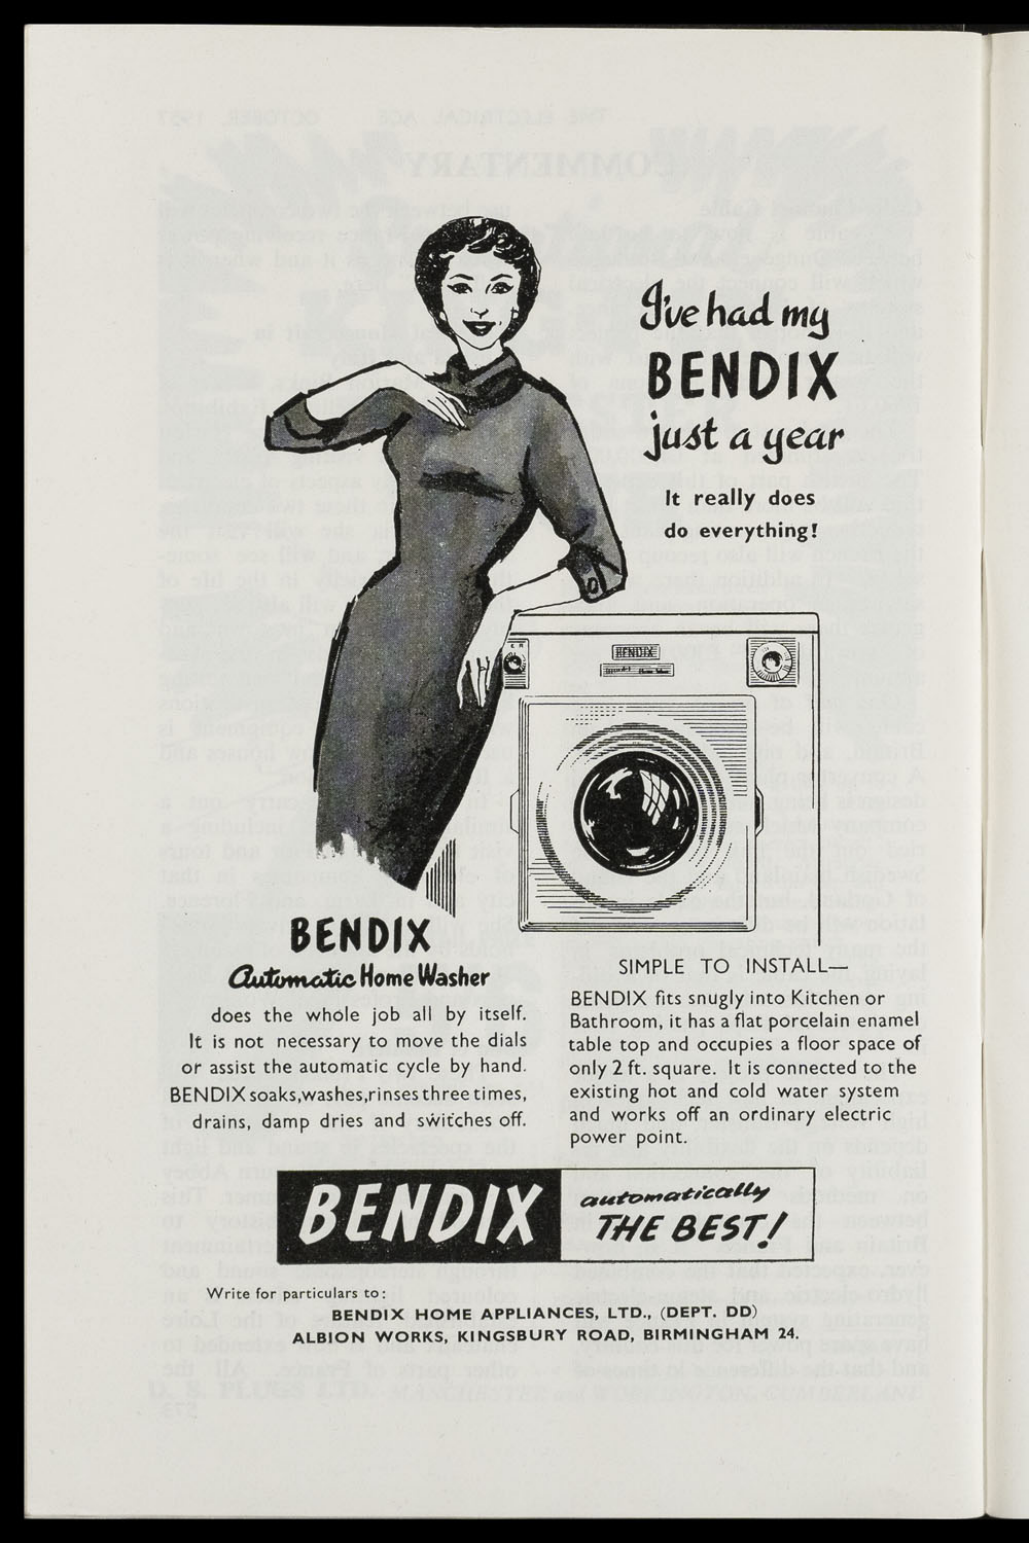 I've had my
BENDIX
just a year
It really does
do everything!
BENDIX
BENDIX
Automatic Home Washer
does the whole job all by itself.
It is not necessary to move the dials
or assist the automatic cycle by hand.
BENDIX soaks, washes, rinses three times,
drains, damp dries and switches off.
SIMPLE TO INSTALL—
BENDIX fits snugly into Kitchen or
Bathroom, it has a flat porcelain enamel
table top and occupies a floor space of
only 2 ft. square. It is connected to the
existing hot and cold water system
and works off an ordinary electric
power point.
BENDIX automatically
THE BEST!
Write for particulars to:
BENDIX HOME APPLIANCES, LTD., (DEPT. DD)
ALBION WORKS, KINGSBURY ROAD, BIRMINGHAM 24.